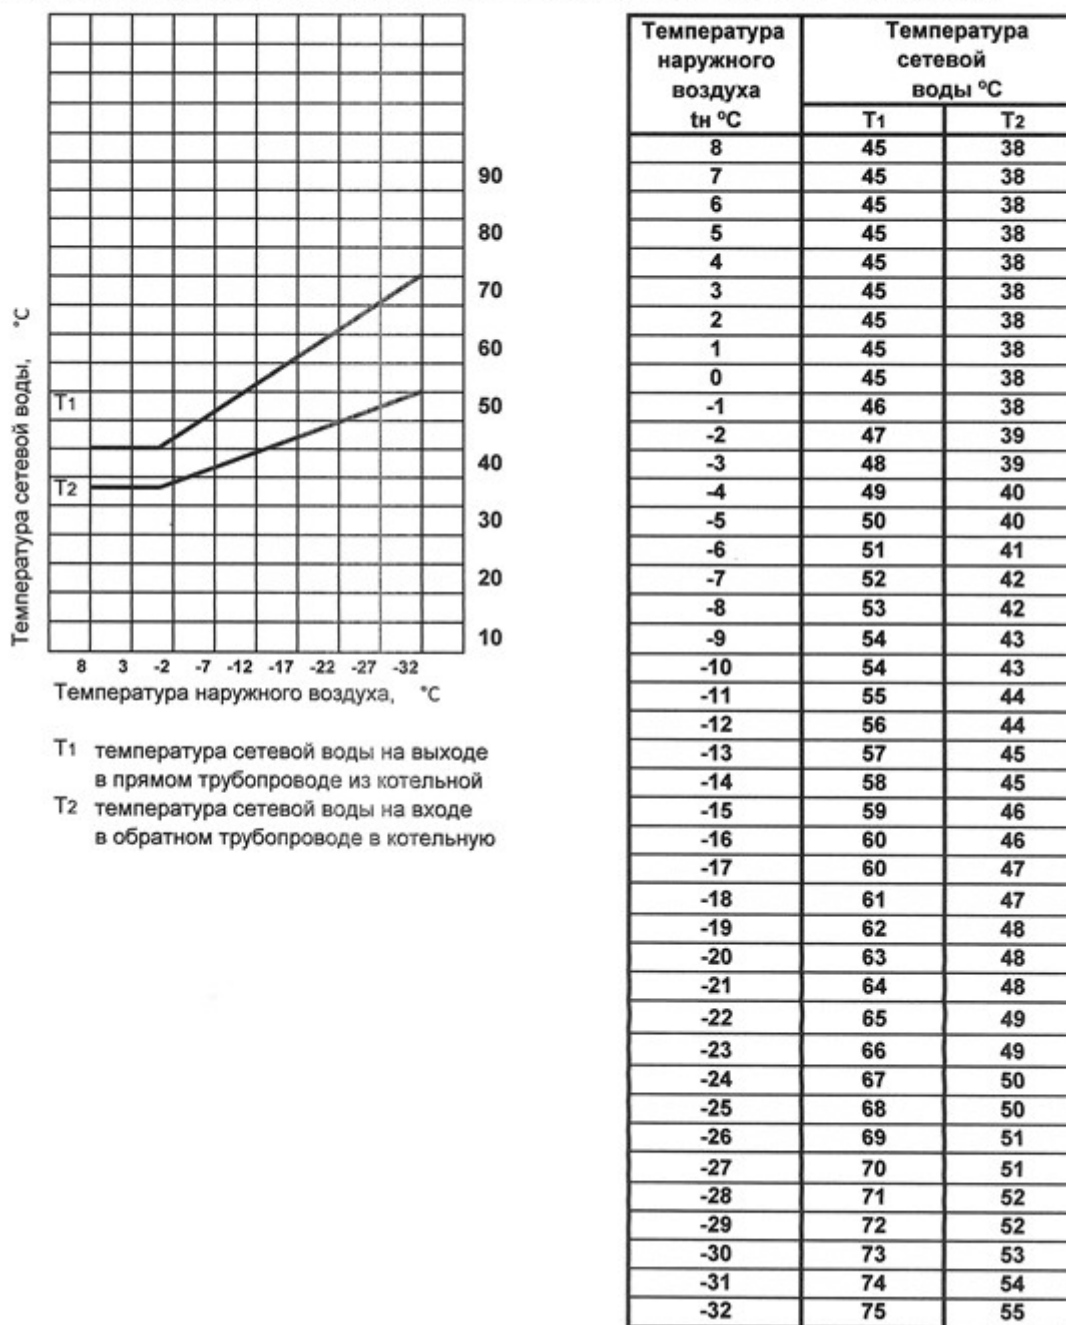 90
80
70
60
50
40
30
20
10
Температура сетевой воды, °С
Т1
Т2
8 3 -2 -7 -12 -17 -22 -27 -32
Температура наружного воздуха, °С
Т1 температура сетевой воды на выходе
в прямом трубопроводе из котельной
Т2 температура сетевой воды на входе
в обратном трубопроводе в котельную
Температура Температура
наружного сетевой
воздуха воды ºС
tн ºС Т1 Т2
8 45 38
7 45 38
6 45 38
5 45 38
4 45 38
3 45 38
2 45 38
1 45 38
0 45 38
-1 46 38
-2 47 39
-3 48 39
-4 49 40
-5 50 40
-6 51 41
-7 52 42
-8 53 42
-9 54 43
-10 54 43
-11 55 44
-12 56 44
-13 57 45
-14 58 45
-15 59 46
-16 60 46
-17 60 47
-18 61 47
-19 62 48
-20 63 48
-21 64 48
-22 65 49
-23 66 49
-24 67 50
-25 68 50
-26 69 51
-27 70 51
-28 71 52
-29 72 52
-30 73 53
-31 74 54
-32 75 55